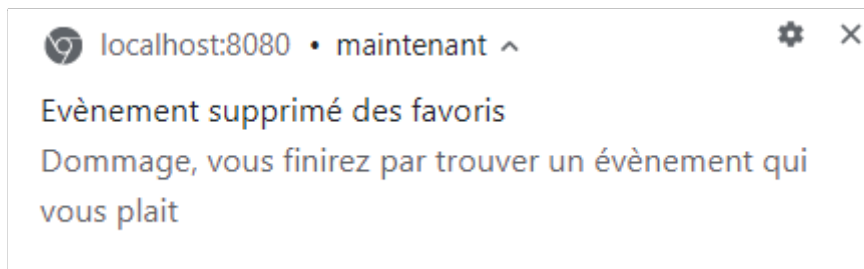 localhost:8080 • maintenant
Evènement supprimé des favoris
Dommage, vous finirez par trouver un évènement qui
vous plait